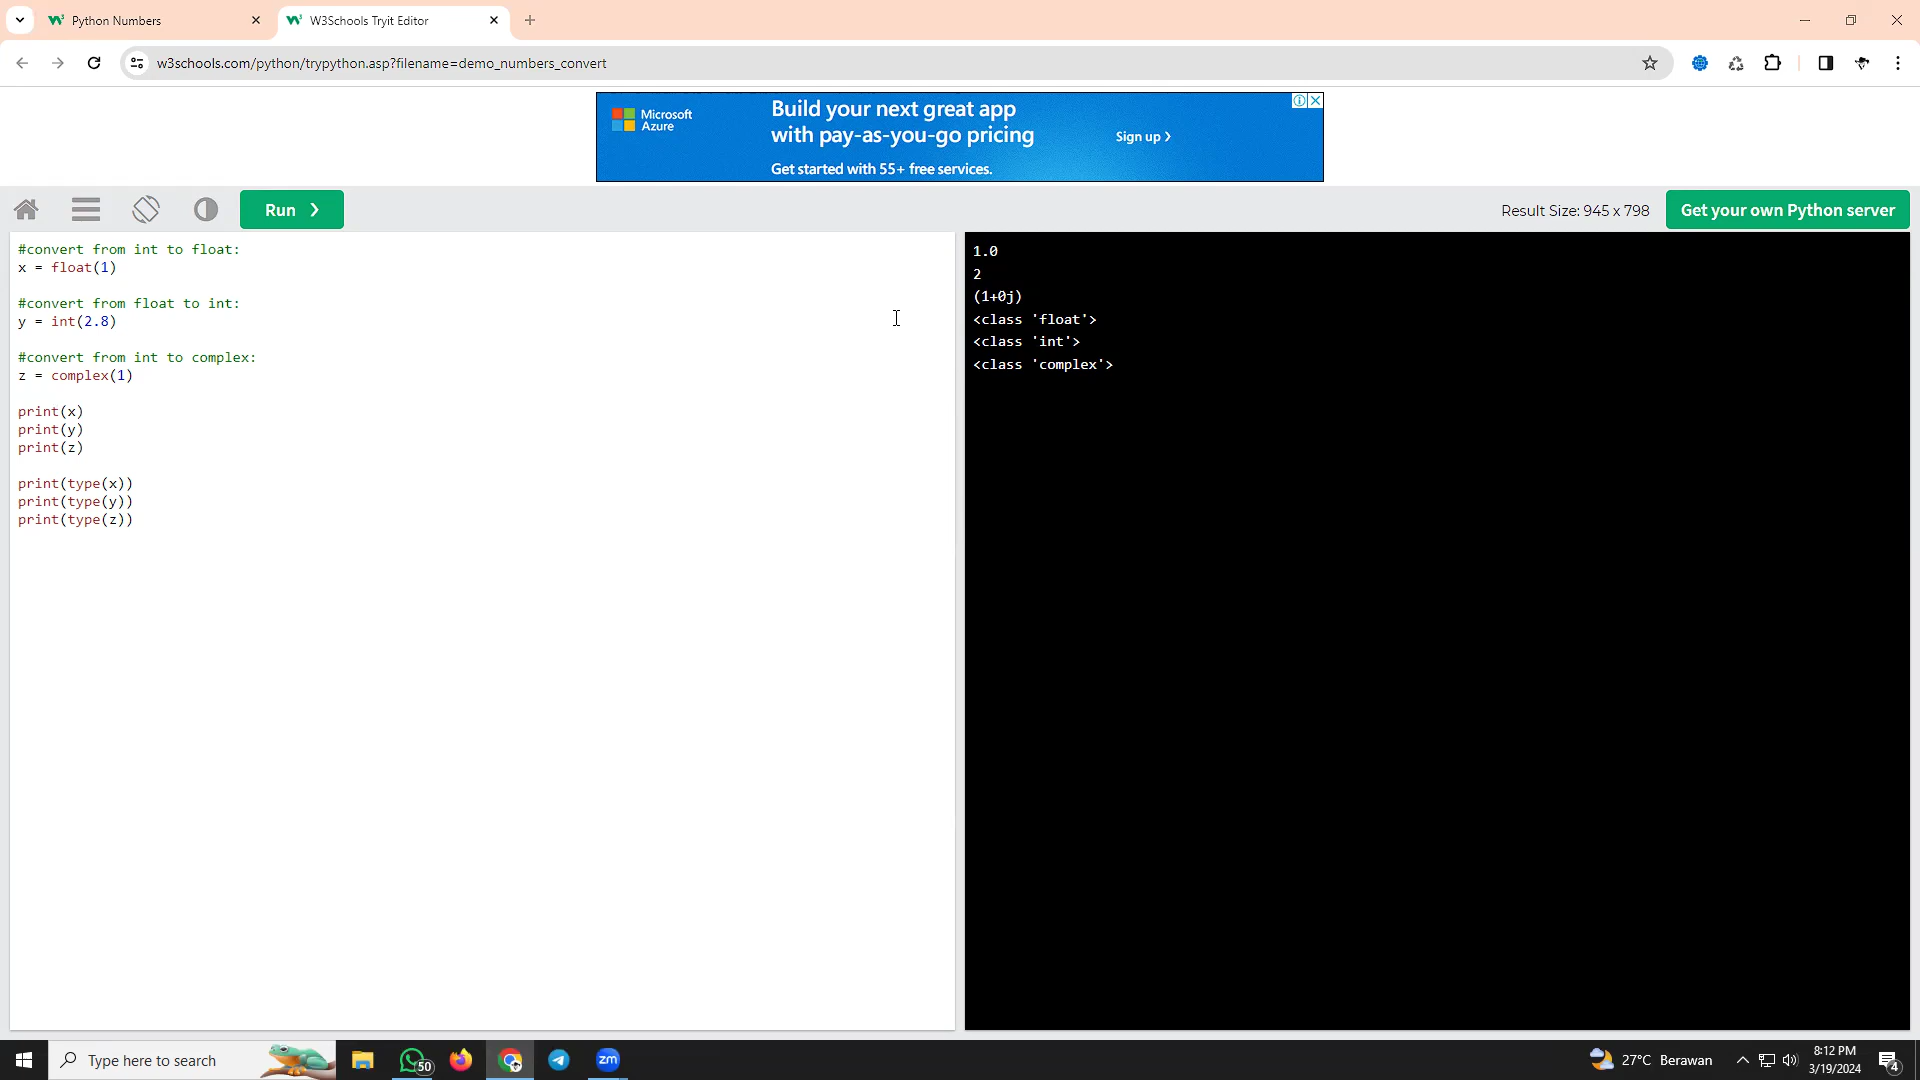 Python Numbers
W3Schools Tryit Editor
w3schools.com/python/trypython.asp?filename=demo_numbers_convert
Microsoft
Azure
Build your next great app
with pay-as-you-go pricing
Get started with 55+ free services.
Sign up >
Run ❯
Result Size: 945 x 798
Get your own Python server
#convert from int to float:
x = float(1)
#convert from float to int:
y = int(2.8)
#convert from int to complex:
z = complex(1)
print(x)
print(y)
print(z)
print(type(x))
print(type(y))
print(type(z))
1.0
2
(1+0j)
<class 'float'>
<class 'int'>
<class 'complex'>
Type here to search
50
zm
27°C Berawan
8:12 PM
3/19/2024
4